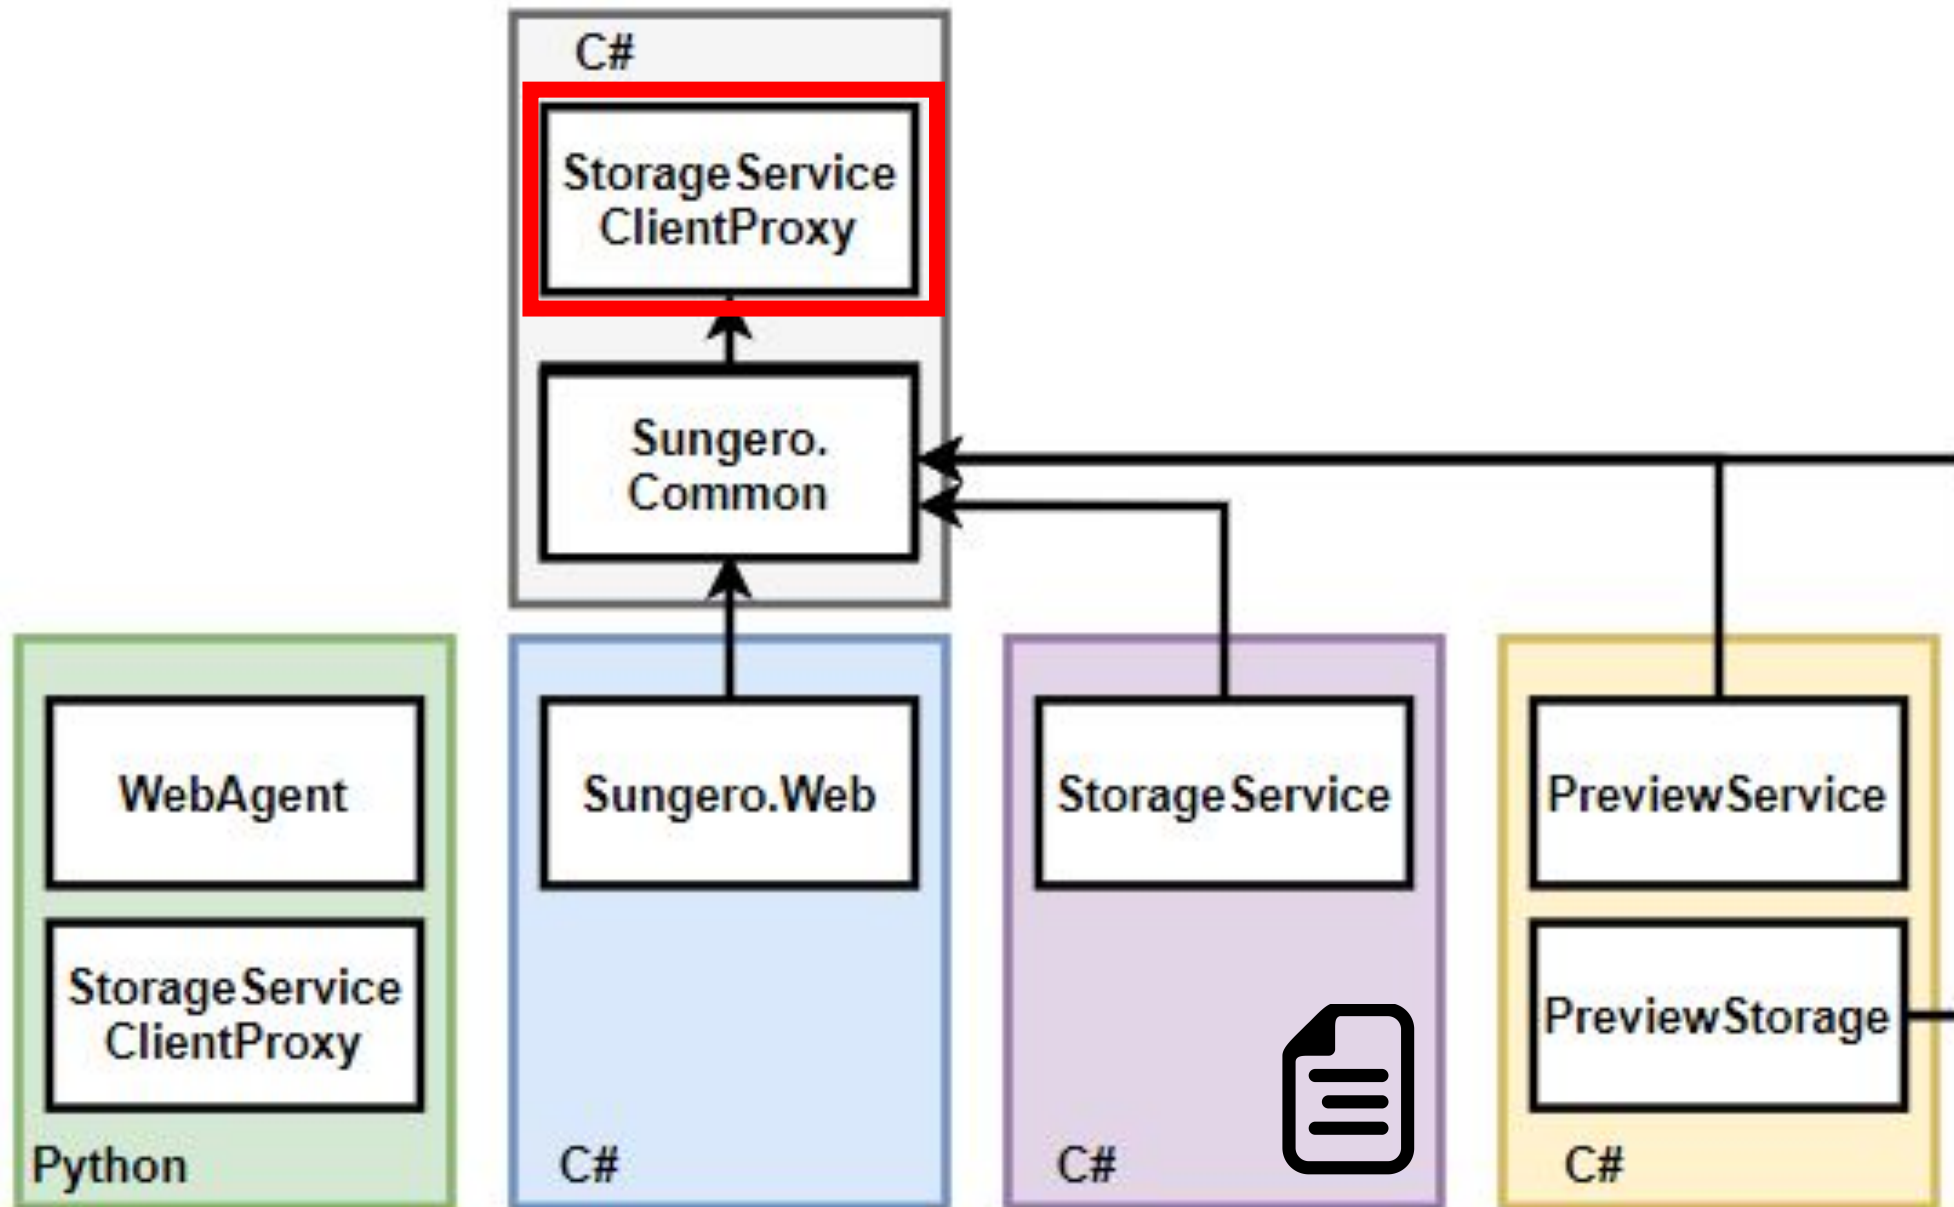 C#
StorageService
ClientProxy
Sungero.
Common
WebAgent
StorageService
ClientProxy
Python
Sungero.Web
C#
StorageService
C#
PreviewService
PreviewStorage
C#